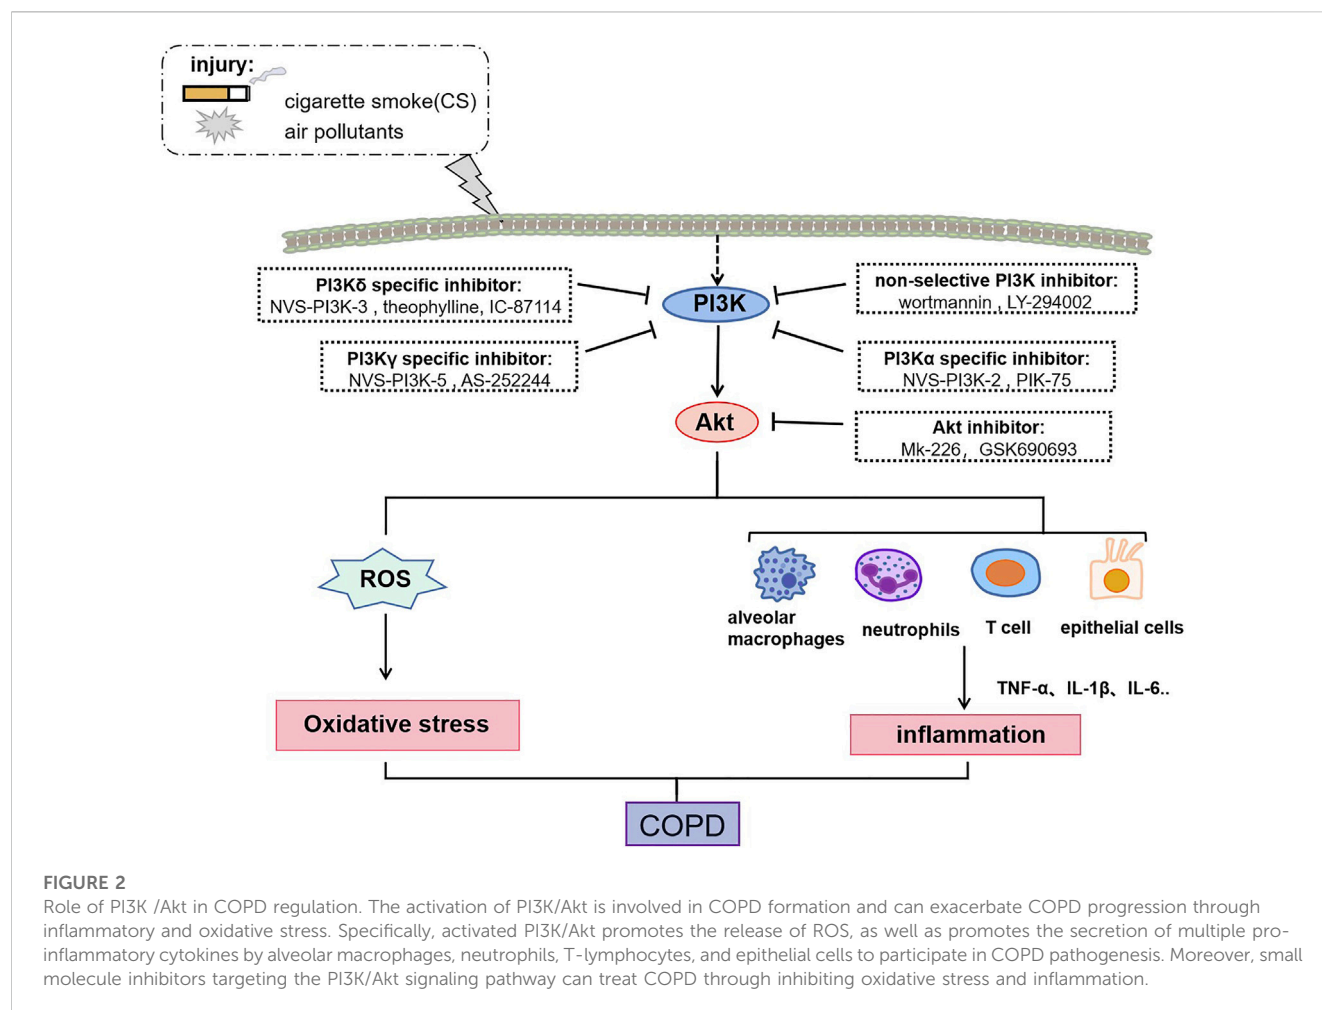 injury:
cigarette smoke(CS)
air pollutants
PI3Kδ specific inhibitor:
NVS-PI3K-3 , theophylline, IC-87114
PI3K
non-selective PI3K inhibitor:
wortmannin , LY-294002
PI3Kγ specific inhibitor:
NVS-PI3K-5 , AS-252244
PI3Kα specific inhibitor:
NVS-PI3K-2 , PIK-75
Akt
Akt inhibitor:
Mk-226, GSK690693
ROS
alveolar
macrophages
neutrophils
T cell
epithelial cells
TNF-α、IL-1β、IL-6..
Oxidative stress
inflammation
COPD
FIGURE 2
Role of PI3K /Akt in COPD regulation. The activation of PI3K/Akt is involved in COPD formation and can exacerbate COPD progression through
inflammatory and oxidative stress. Specifically, activated PI3K/Akt promotes the release of ROS, as well as promotes the secretion of multiple pro-
inflammatory cytokines by alveolar macrophages, neutrophils, T-lymphocytes, and epithelial cells to participate in COPD pathogenesis. Moreover, small
molecule inhibitors targeting the PI3K/Akt signaling pathway can treat COPD through inhibiting oxidative stress and inflammation.